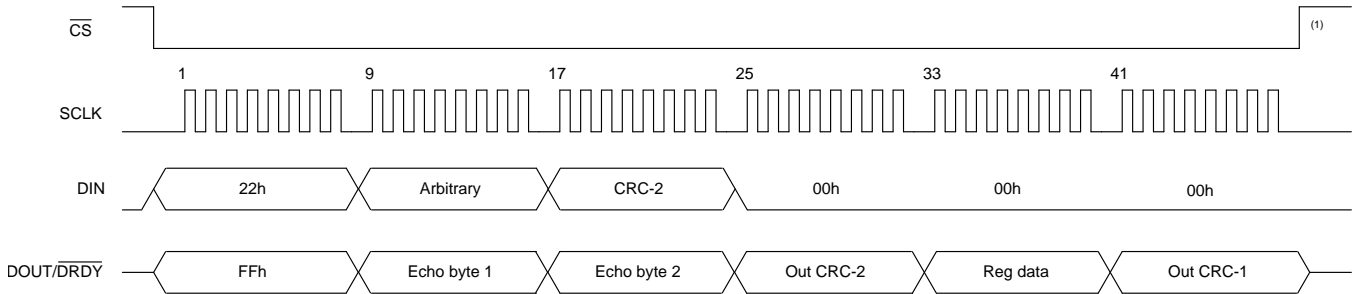 CS
(1)
1 9 17 25 33 41
SCLK
DIN 22h Arbitrary CRC-2 00h 00h 00h
DOUT/DRDY FFh Echo byte 1 Echo byte 2 Out CRC-2 Reg data Out CRC-1